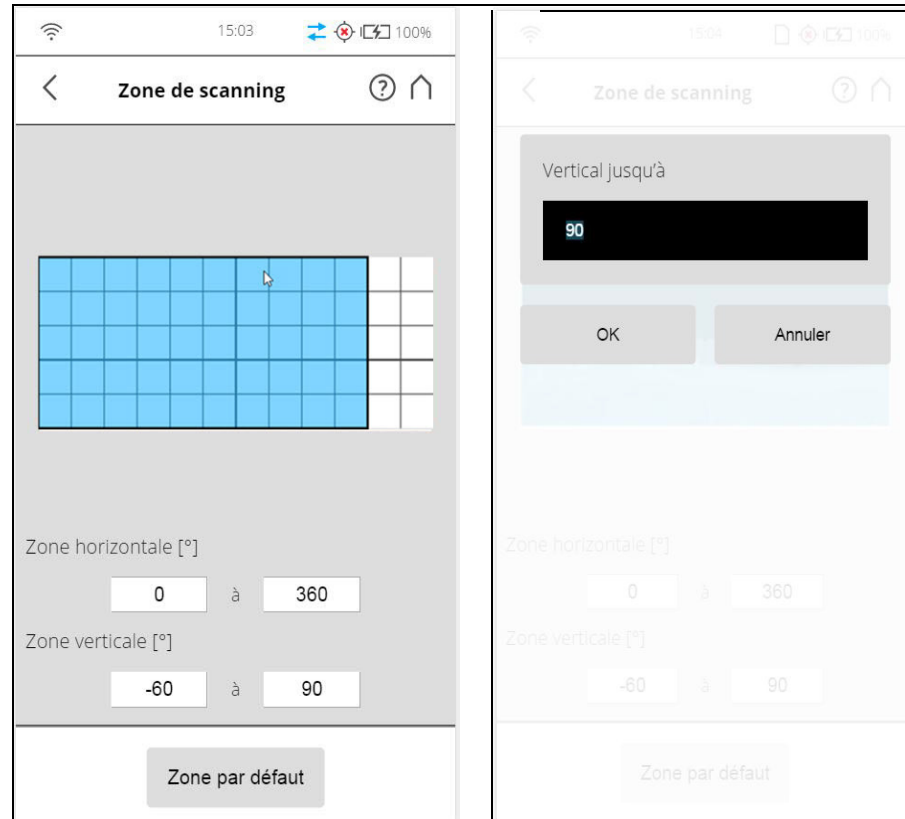 15:03 100%
Zone de scanning
Zone horizontale [°]
0 à 360
Zone verticale [°]
-60 à 90
Zone par défaut
15:04 100%
Zone de scanning
Vertical jusqu'à
90
OK Annuler
Zone horizontale [°]
0 à 360
Zone verticale [°]
-60 à 90
Zone par défaut